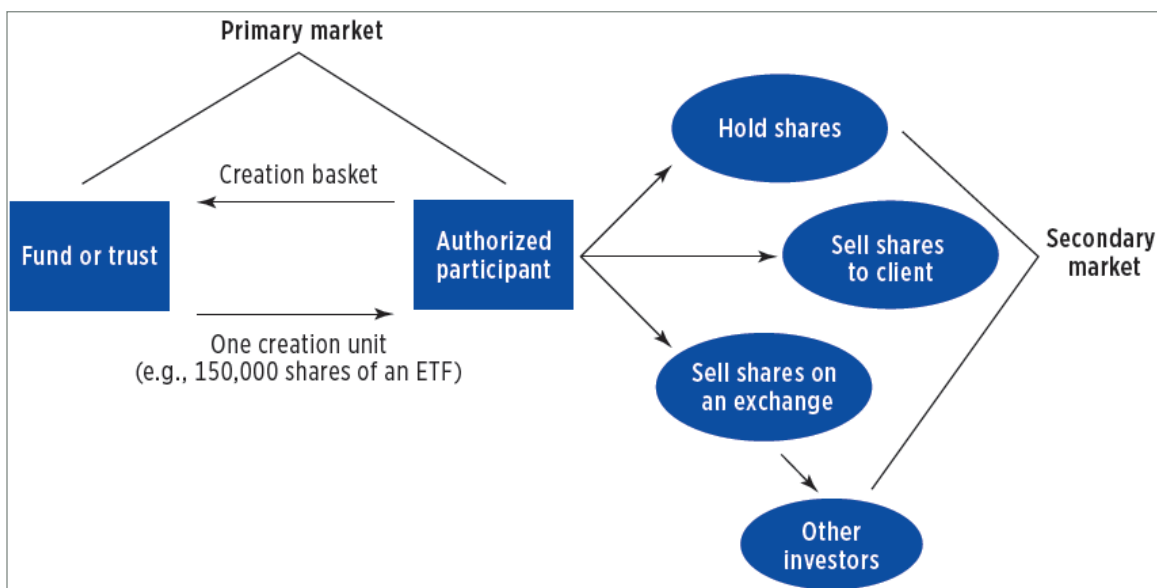 Primary market
Creation basket
Fund or trust
Authorized
participant
One creation unit
(e.g., 150,000 shares of an ETF)
Hold shares
Sell shares
to client
Sell shares on
an exchange
Other
investors
Secondary
market